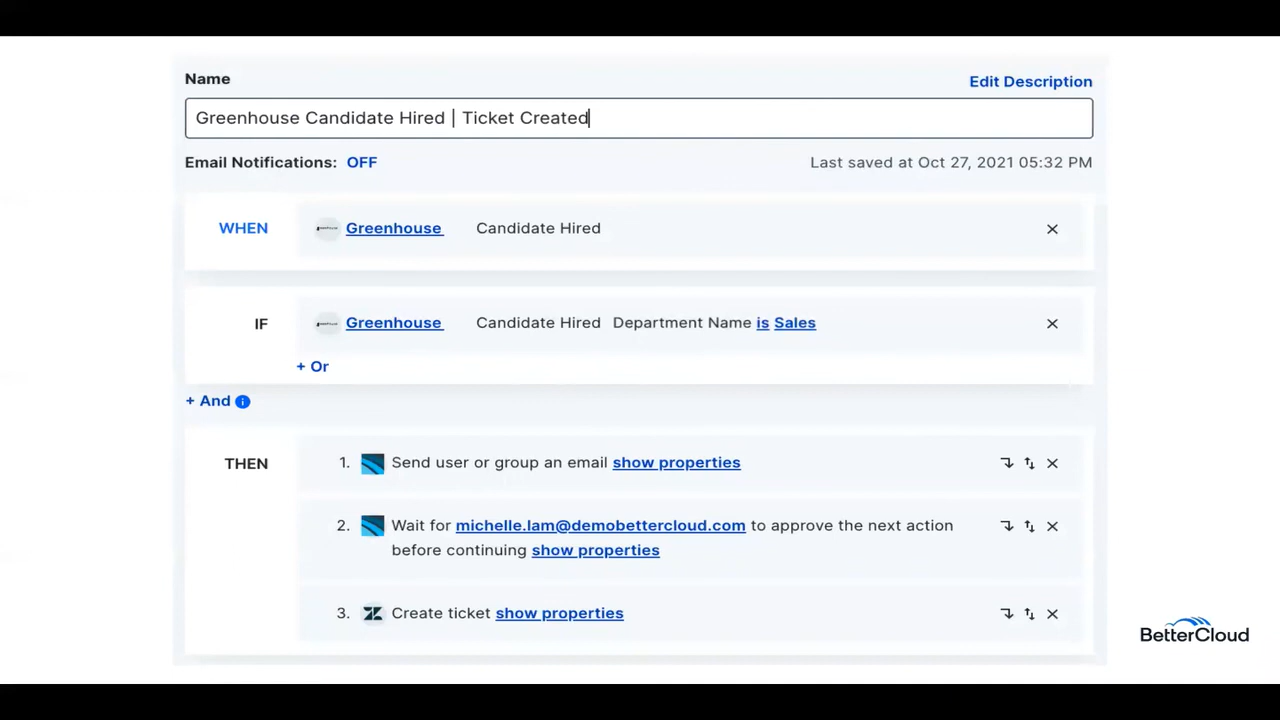 Name
Edit Description
Greenhouse Candidate Hired | Ticket Created
Email Notifications: OFF
Last saved at Oct 27, 2021 05:32 PM
WHEN Greenhouse Candidate Hired
IF Greenhouse Candidate Hired Department Name is Sales
+ Or
+ And
THEN 1. Send user or group an email show properties
2. Wait for michelle.lam@demobettercloud.com to approve the next action
before continuing show properties
3. Create ticket show properties
BetterCloud